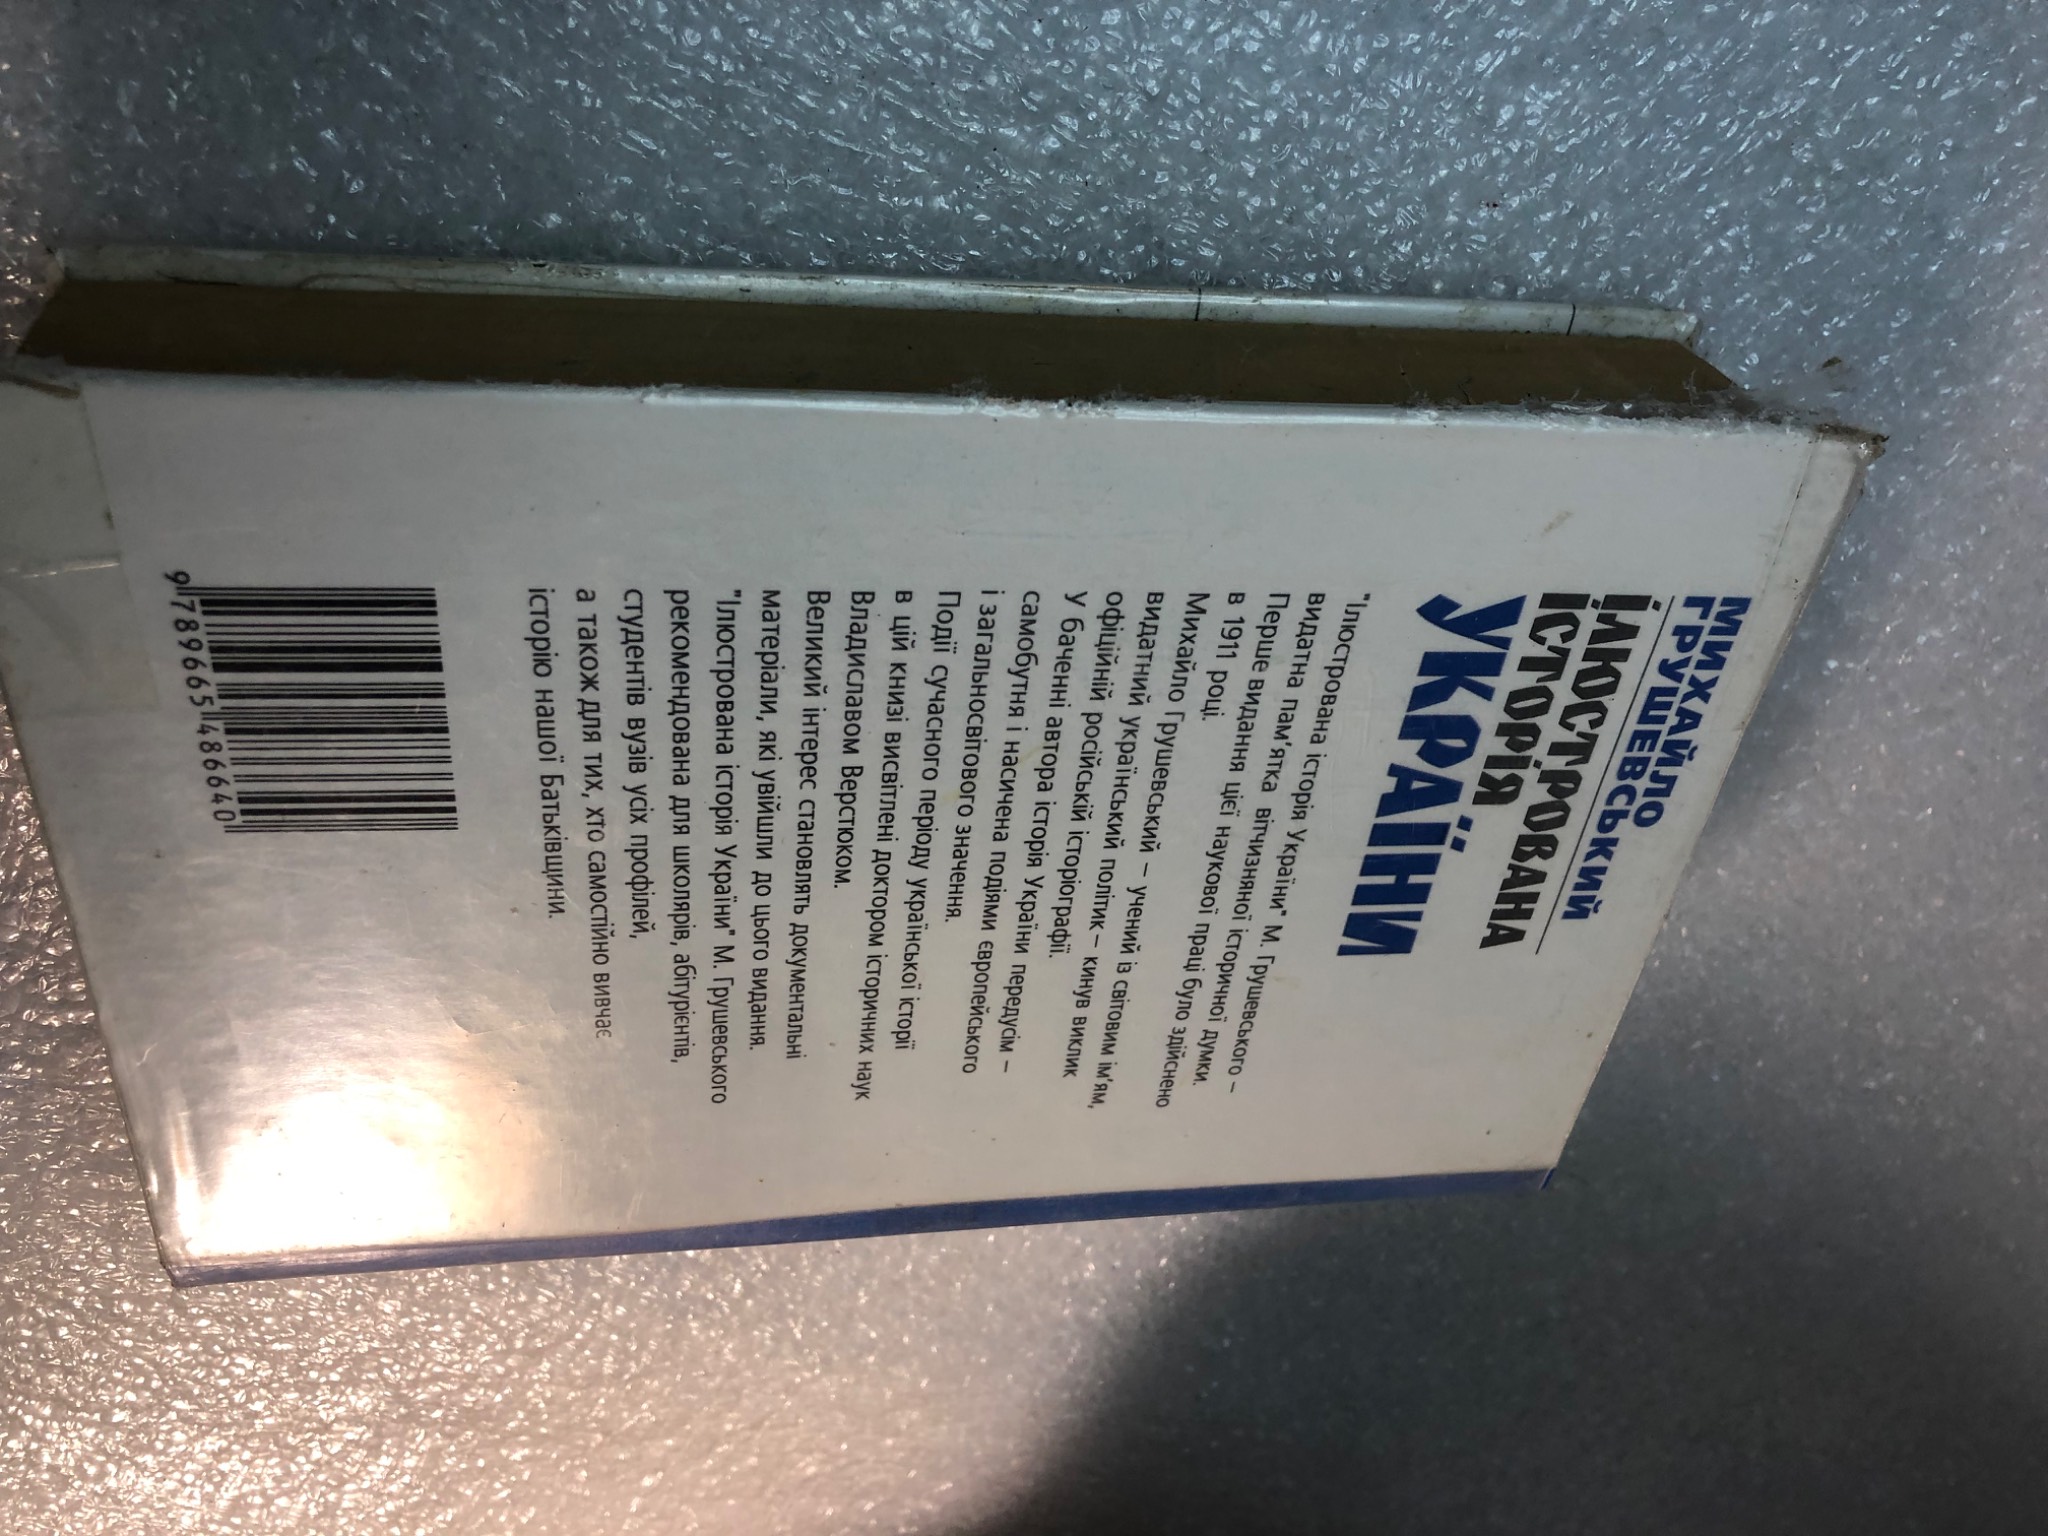 МИХАЙЛО
ГРУШЕВСЬКИЙ
ІЛЮСТРОВАНА
ІСТОРІЯ
УКРАЇНИ
"Ілюстрована історія України" М. Грушевського –
видатна пам'ятка вітчизняної історичної думки.
Перше видання цієї наукової праці було здійснено
в 1911 році.
Михайло Грушевський – учений із світовим ім'ям,
видатний український політик – кинув виклик
офіційній російській історіографії.
У баченні автора історія України передусім –
самобутня і насичена подіями європейського
і загальносвітового значення.
Події сучасного періоду української історії
в цій книзі висвітлені доктором історичних наук
Владиславом Верстюком.
Великий інтерес становлять документальні
матеріали, які увійшли до цього видання.
"Ілюстрована історія України" М. Грушевського
рекомендована для школярів, абітурієнтів,
студентів вузів усіх профілей,
а також для тих, хто самостійно вивчає
історію нашої Батьківщини.
9789665486640